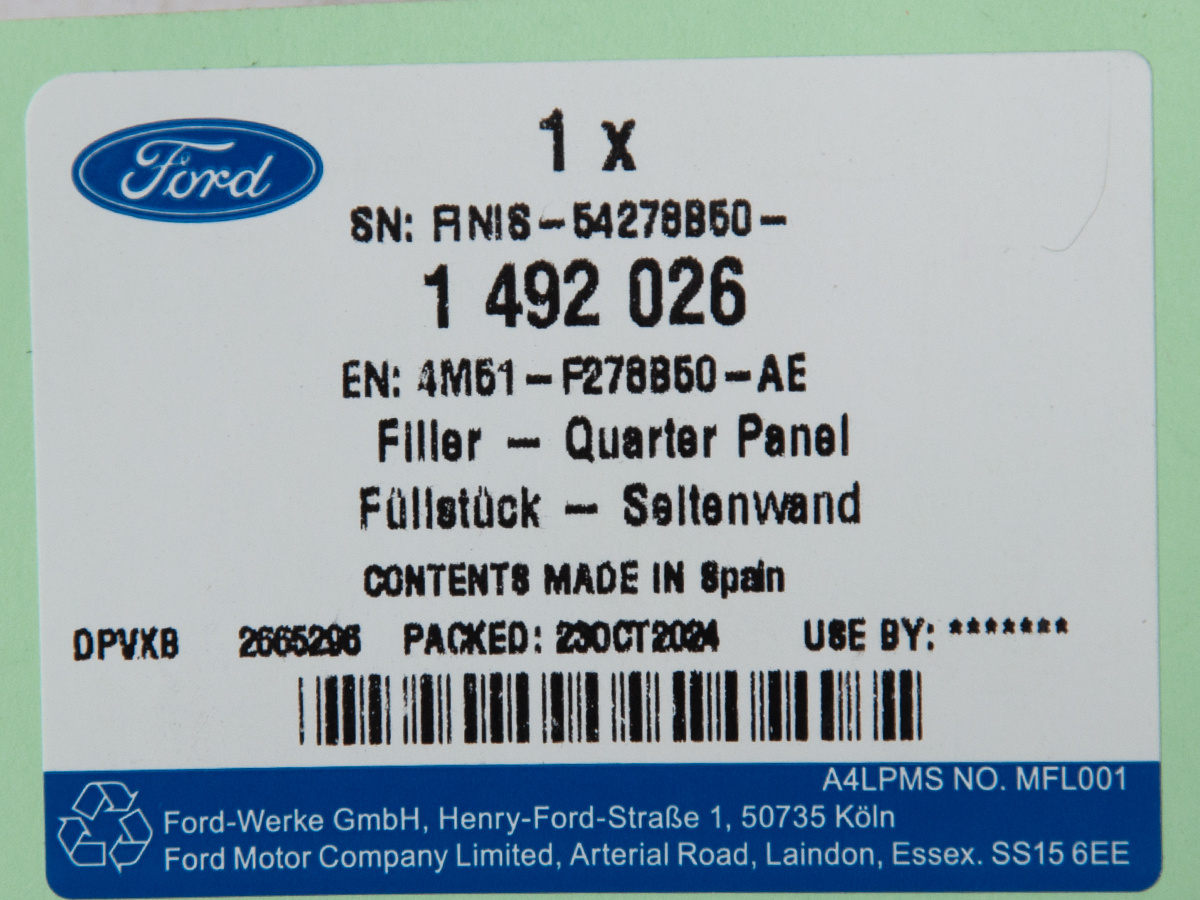 Ford
1 x
SN: FINIS-54278B50-
1 492 026
EN: 4M51-F278B50-AE
Filler - Quarter Panel
Füllstück - Seitenwand
CONTENTS MADE IN Spain
DPVXB 2665296 PACKED: 23OCT2024 USE BY: *******
A4LPMS NO. MFL001
Ford-Werke GmbH, Henry-Ford-Straße 1, 50735 Köln
Ford Motor Company Limited, Arterial Road, Laindon, Essex. SS15 6EE